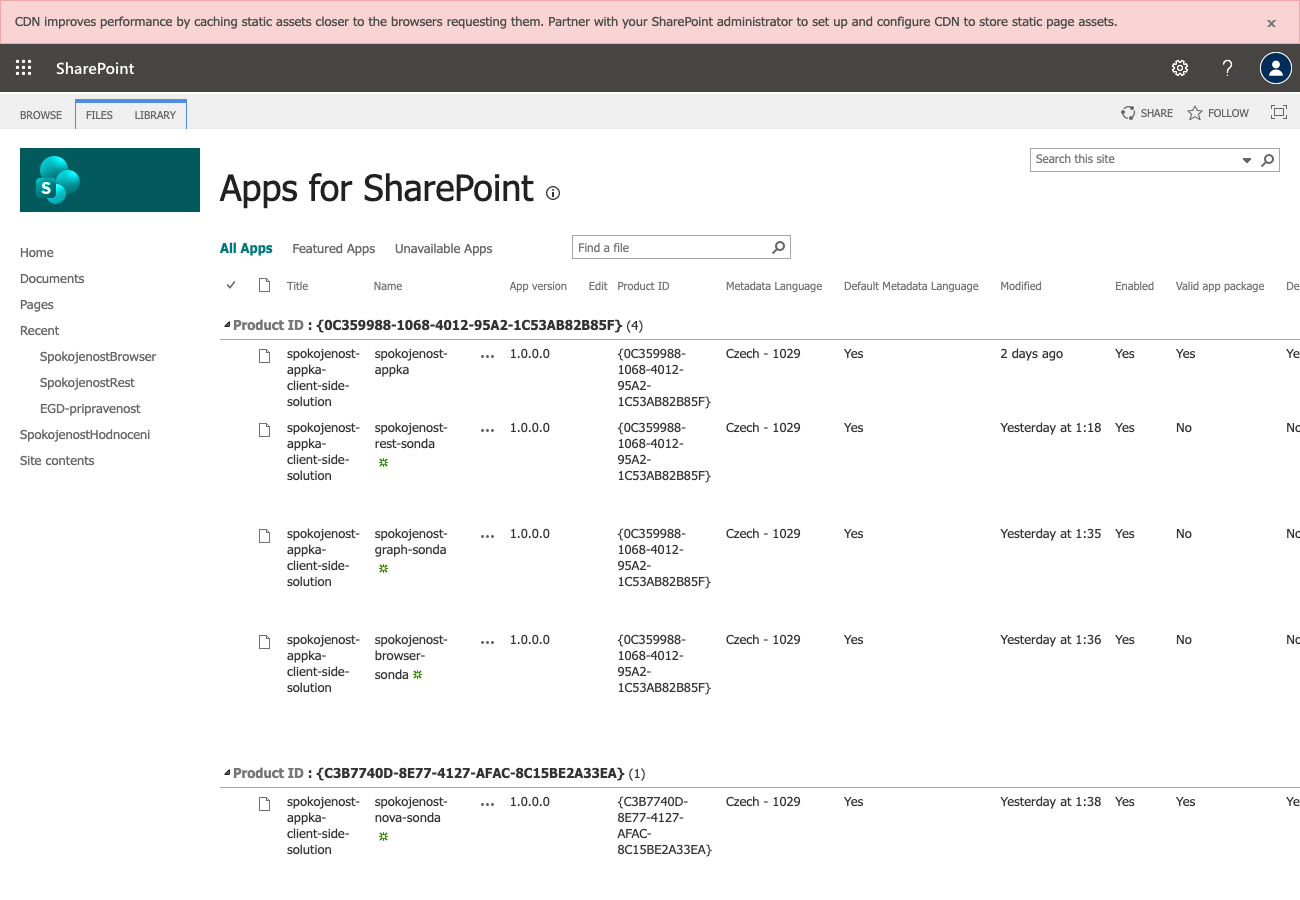 CDN improves performance by caching static assets closer to the browsers requesting them. Partner with your SharePoint administrator to set up and configure CDN to store static page assets.
SharePoint
BROWSE FILES LIBRARY SHARE FOLLOW
S
Search this site
Apps for SharePoint
All Apps Featured Apps Unavailable Apps Find a file
Home
Documents
Pages
Recent
SpokojenostBrowser
SpokojenostRest
EGD-pripravenost
SpokojenostHodnoceni
Site contents
Title Name App version Edit Product ID Metadata Language Default Metadata Language Modified Enabled Valid app package De
Product ID : {0C359988-1068-4012-95A2-1C53AB82B85F} (4)
spokojenost- spokojenost- ... 1.0.0.0 {0C359988- Czech - 1029 Yes 2 days ago Yes Yes Ye
appka- appka 1068-4012-
client-side- 95A2-
solution 1C53AB82B85F}
spokojenost- spokojenost- ... 1.0.0.0 {0C359988- Czech - 1029 Yes Yesterday at 1:18 Yes No No
appka- rest-sonda 1068-4012-
client-side- 95A2-
solution 1C53AB82B85F}
spokojenost- spokojenost- ... 1.0.0.0 {0C359988- Czech - 1029 Yes Yesterday at 1:35 Yes No No
appka- graph-sonda 1068-4012-
client-side- 95A2-
solution 1C53AB82B85F}
spokojenost- spokojenost- ... 1.0.0.0 {0C359988- Czech - 1029 Yes Yesterday at 1:36 Yes No No
appka- browser- 1068-4012-
client-side- sonda 95A2-
solution 1C53AB82B85F}
Product ID : {C3B7740D-8E77-4127-AFAC-8C15BE2A33EA} (1)
spokojenost- spokojenost- ... 1.0.0.0 {C3B7740D- Czech - 1029 Yes Yesterday at 1:38 Yes Yes Ye
appka- nova-sonda 8E77-4127-
client-side- AFAC-
solution 8C15BE2A33EA}